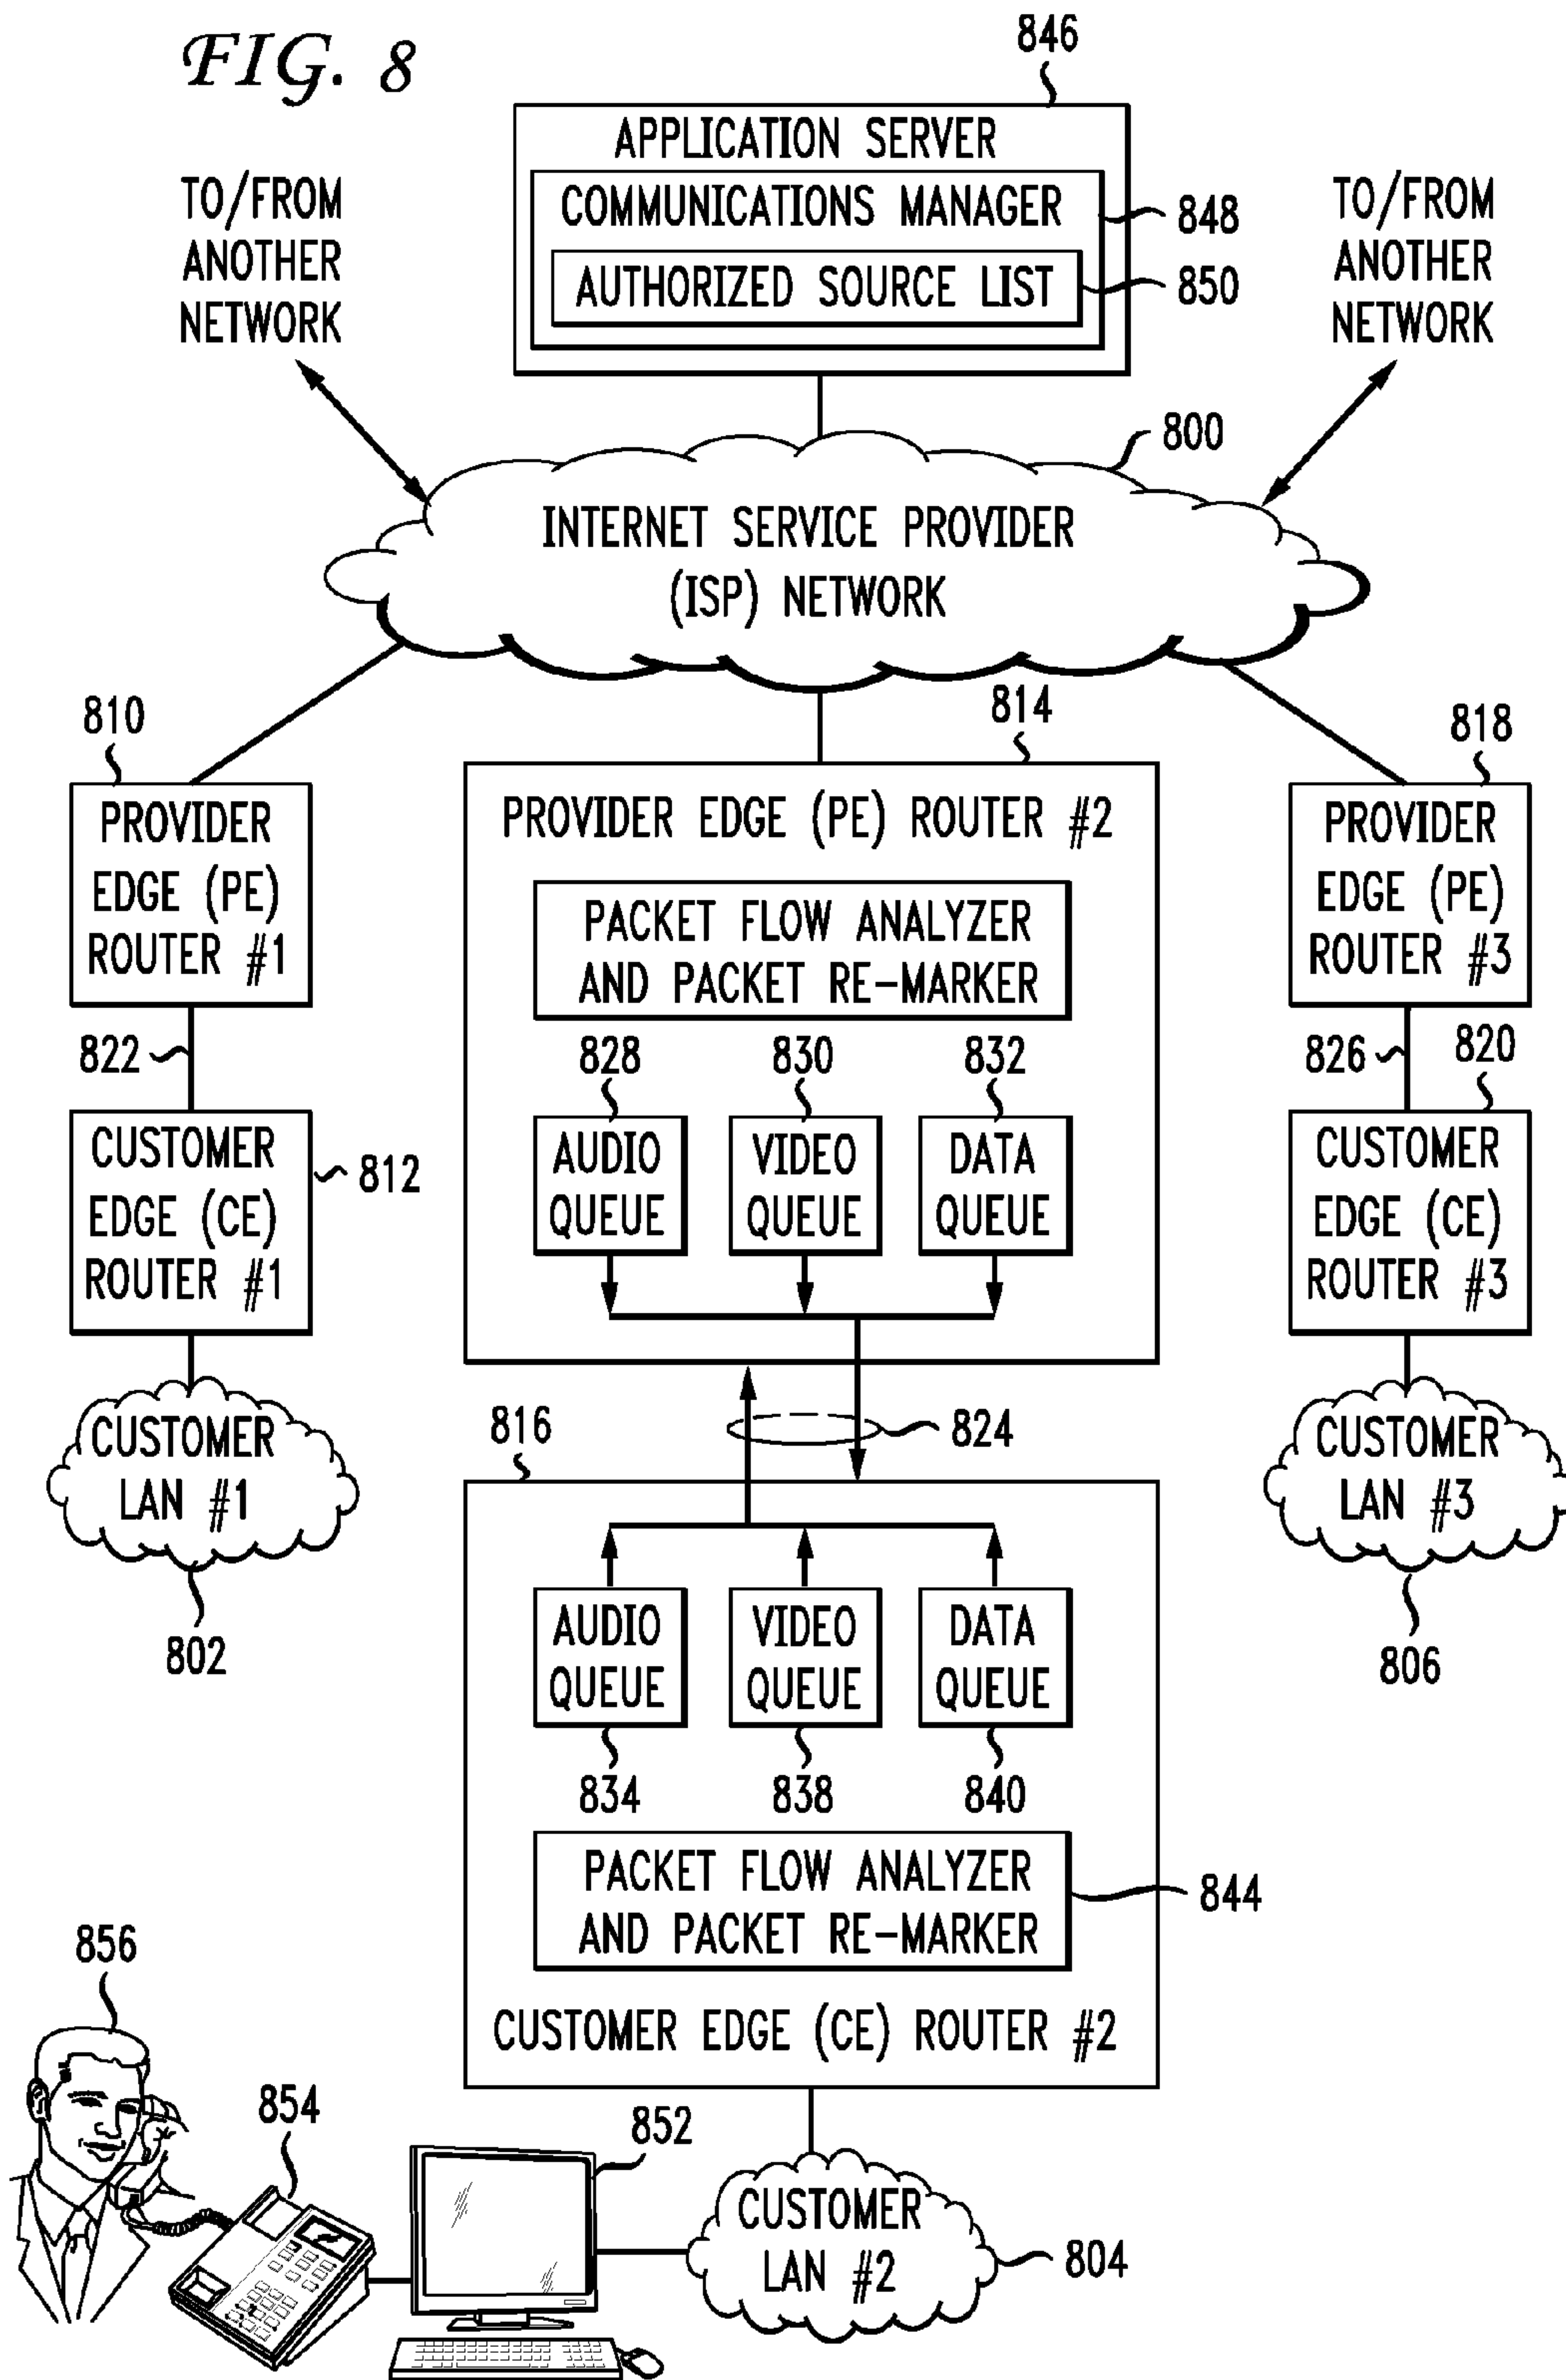 FIG. 8
846
APPLICATION SERVER
COMMUNICATIONS MANAGER
848
AUTHORIZED SOURCE LIST
850
TO/FROM
ANOTHER
NETWORK
TO/FROM
ANOTHER
NETWORK
800
INTERNET SERVICE PROVIDER
(ISP) NETWORK
810
PROVIDER
EDGE (PE)
ROUTER #1
822
CUSTOMER
EDGE (CE)
ROUTER #1
812
CUSTOMER
LAN #1
802
814
PROVIDER EDGE (PE) ROUTER #2
PACKET FLOW ANALYZER
AND PACKET RE-MARKER
828
830
832
AUDIO
QUEUE
VIDEO
QUEUE
DATA
QUEUE
818
PROVIDER
EDGE (PE)
ROUTER #3
826
820
CUSTOMER
EDGE (CE)
ROUTER #3
CUSTOMER
LAN #3
806
824
816
AUDIO
QUEUE
VIDEO
QUEUE
DATA
QUEUE
834
838
840
PACKET FLOW ANALYZER
AND PACKET RE-MARKER
844
CUSTOMER EDGE (CE) ROUTER #2
856
854
852
CUSTOMER
LAN #2
804